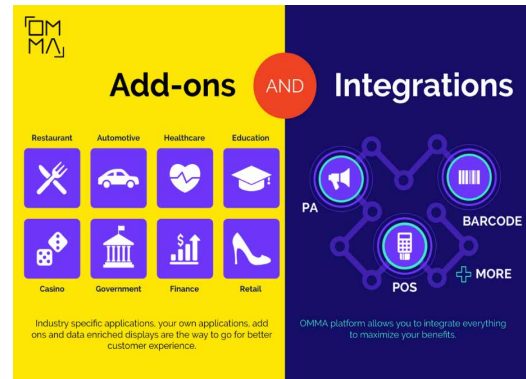 OM
MA
Add-ons AND Integrations
Restaurant Automotive Healthcare Education
$
Casino Government Finance Retail
Industry specific applications, your own applications, add
ons and data enriched displays are the way to go for better
customer experience.
PA
BARCODE
POS
+ MORE
OMMA platform allows you to integrate everything
to maximize your benefits.